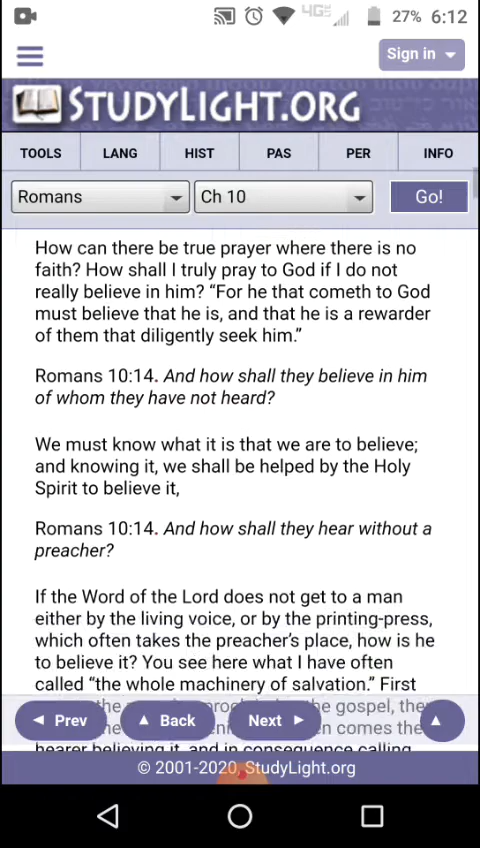 4G
27% 6:12
Sign in
STUDYLIGHT.ORG
TOOLS LANG HIST PAS PER INFO
Romans Ch 10 Go!
How can there be true prayer where there is no
faith? How shall I truly pray to God if I do not
really believe in him? “For he that cometh to God
must believe that he is, and that he is a rewarder
of them that diligently seek him.”
Romans 10:14. And how shall they believe in him
of whom they have not heard?
We must know what it is that we are to believe;
and knowing it, we shall be helped by the Holy
Spirit to believe it,
Romans 10:14. And how shall they hear without a
preacher?
If the Word of the Lord does not get to a man
either by the living voice, or by the printing-press,
which often takes the preacher’s place, how is he
to believe it? You see here what I have often
called “the whole machinery of salvation.” First
the gospel, the
comes the
hearer believing it, and in consequence calling
Prev Back Next
© 2001-2020, StudyLight.org